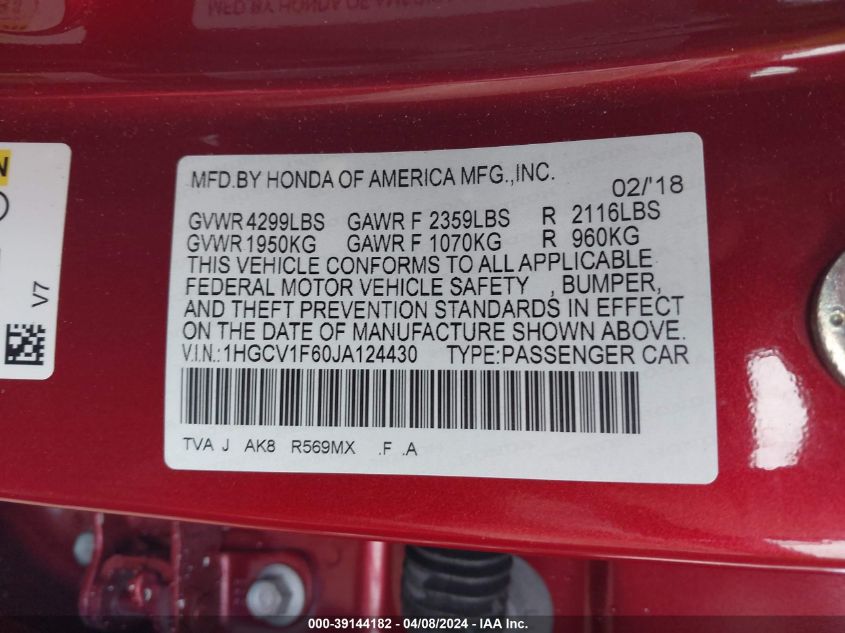 MFD.BY HONDA OF AMERICA MFG.,INC.
02/'18
GVWR 4299LBS GAWR F 2359LBS R 2116LBS
GVWR 1950KG GAWR F 1070KG R 960KG
THIS VEHICLE CONFORMS TO ALL APPLICABLE
FEDERAL MOTOR VEHICLE SAFETY , BUMPER,
AND THEFT PREVENTION STANDARDS IN EFFECT
ON THE DATE OF MANUFACTURE SHOWN ABOVE.
V.I.N.:1HGCV1F60JA124430 TYPE:PASSENGER CAR
TVA J AK8 R569MX .F .A
V7
000-39144182 - 04/08/2024 - IAA Holdings, LLC.